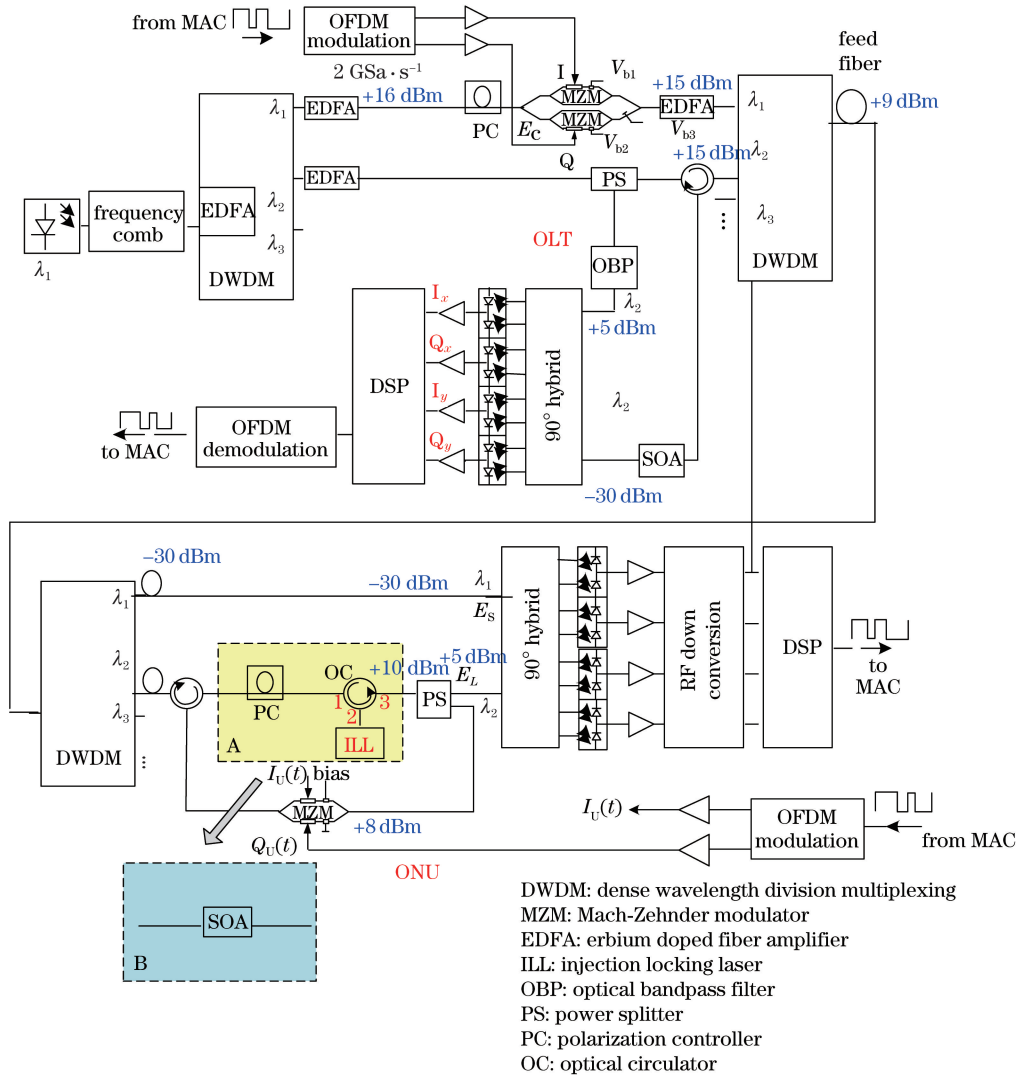 from MAC
OFDM
modulation
2 GSa · s⁻¹
I
V_b1
+15 dBm
feed
fiber
λ₁
EDFA
+16 dBm
PC
E_C
MZM
MZM
V_b2
Q
EDFA
V_b3
λ₁
+9 dBm
+15 dBm
λ₂
EDFA
PS
λ₁
frequency
comb
EDFA
λ₂
λ₃
DWDM
OLT
OBP
λ₂
+5 dBm
λ₃
⋮
DWDM
I_x
Q_x
I_y
Q_y
DSP
90° hybrid
λ₂
SOA
−30 dBm
OFDM
demodulation
to MAC
−30 dBm
λ₁
−30 dBm
λ₁
E_S
90° hybrid
RF down
conversion
DSP
to
MAC
λ₂
λ₃
DWDM
...
PC
OC
1
2
3
ILL
A
+10 dBm
+5 dBm
E_L
PS
λ₂
I_U(t) bias
MZM
+8 dBm
Q_U(t)
ONU
I_U(t)
OFDM
modulation
from MAC
SOA
B
DWDM: dense wavelength division multiplexing
MZM: Mach-Zehnder modulator
EDFA: erbium doped fiber amplifier
ILL: injection locking laser
OBP: optical bandpass filter
PS: power splitter
PC: polarization controller
OC: optical circulator